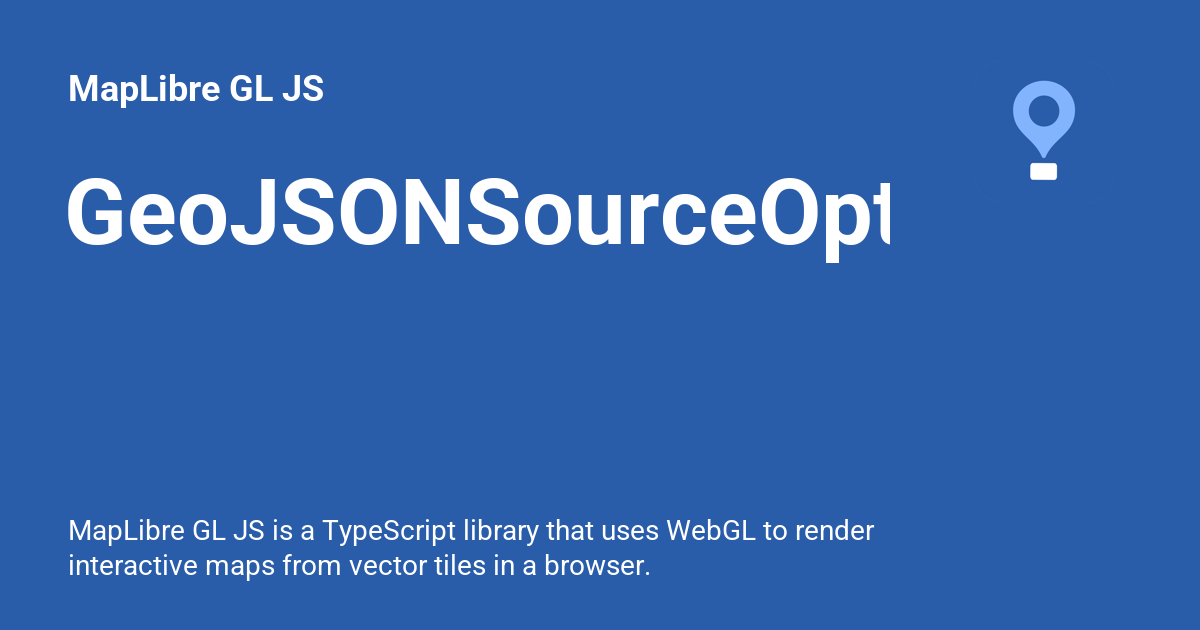 MapLibre GL JS
GeoJSONSourceOpt
MapLibre GL JS is a TypeScript library that uses WebGL to render
interactive maps from vector tiles in a browser.